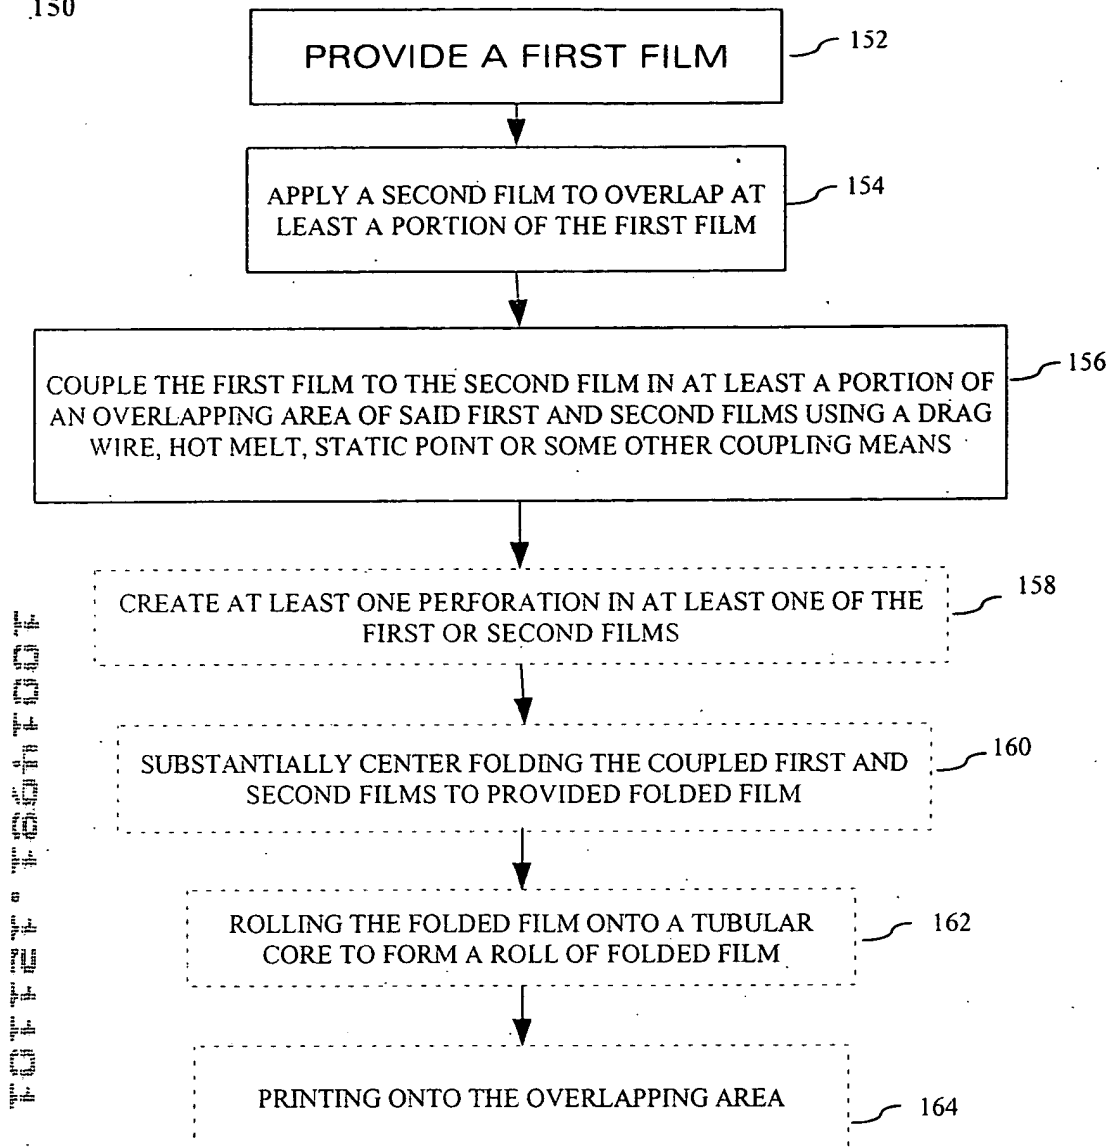 150
PROVIDE A FIRST FILM
152
APPLY A SECOND FILM TO OVERLAP AT
LEAST A PORTION OF THE FIRST FILM
154
COUPLE THE FIRST FILM TO THE SECOND FILM IN AT LEAST A PORTION OF
AN OVERLAPPING AREA OF SAID FIRST AND SECOND FILMS USING A DRAG
WIRE, HOT MELT, STATIC POINT OR SOME OTHER COUPLING MEANS
156
CREATE AT LEAST ONE PERFORATION IN AT LEAST ONE OF THE
FIRST OR SECOND FILMS
158
SUBSTANTIALLY CENTER FOLDING THE COUPLED FIRST AND
SECOND FILMS TO PROVIDED FOLDED FILM
160
ROLLING THE FOLDED FILM ONTO A TUBULAR
CORE TO FORM A ROLL OF FOLDED FILM
162
PRINTING ONTO THE OVERLAPPING AREA
164